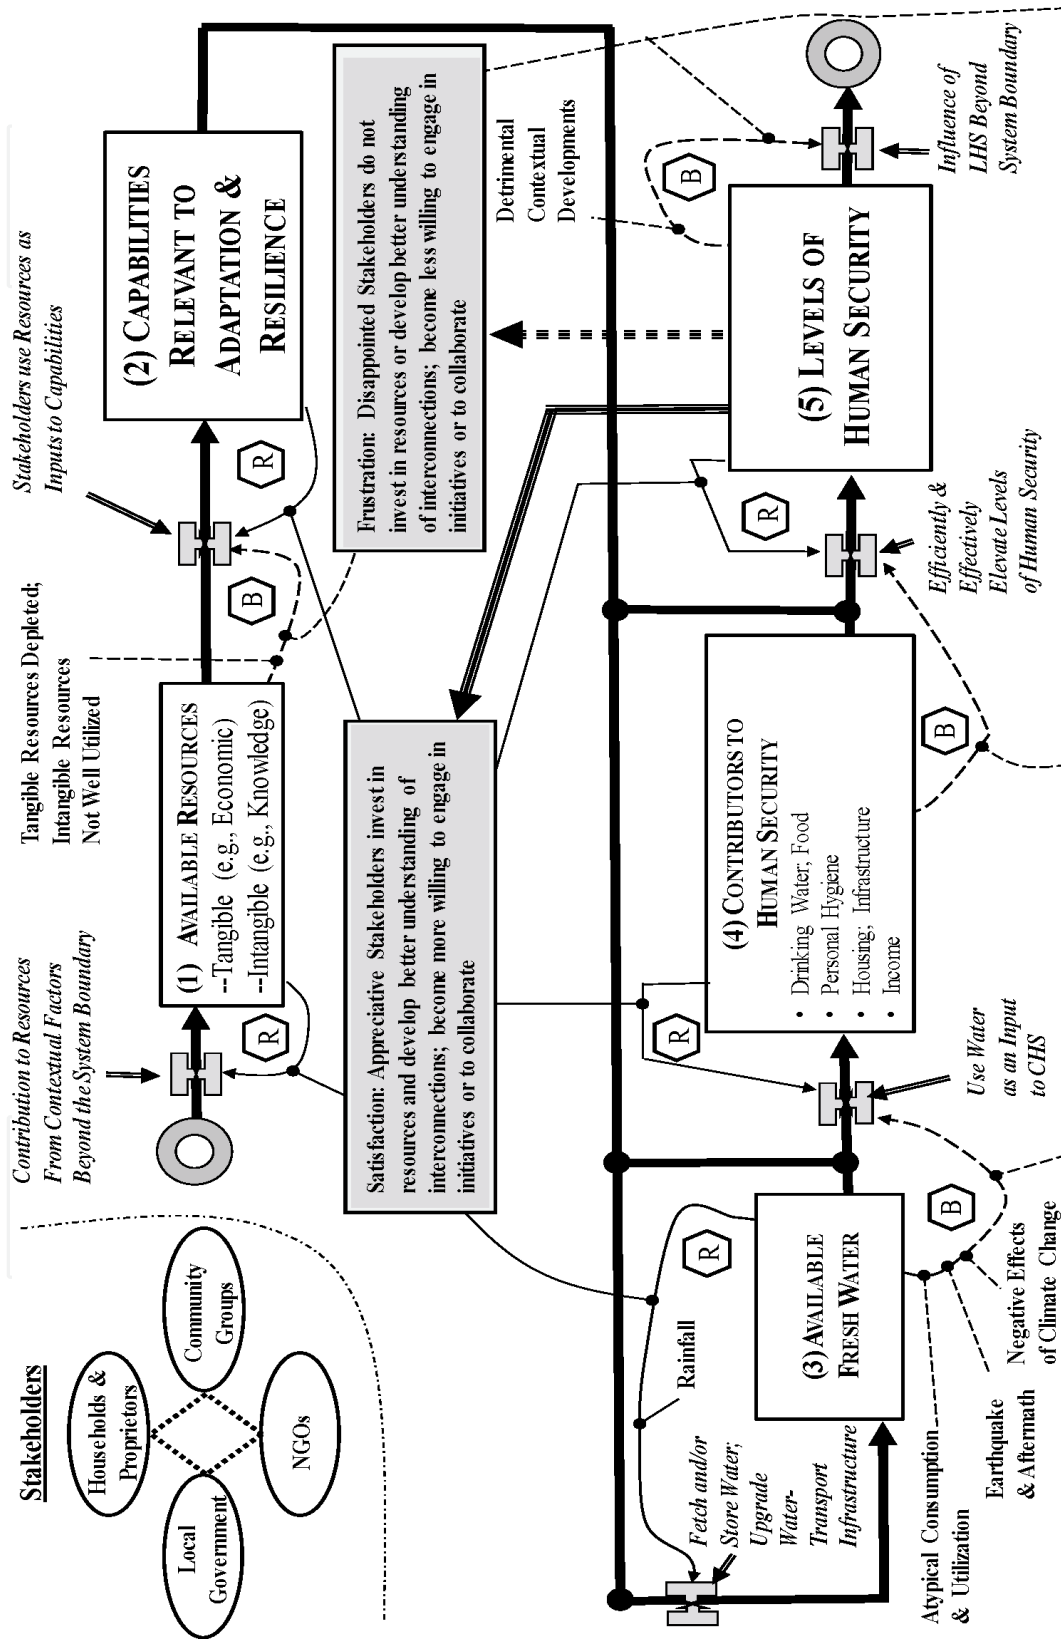 Stakeholders
Households &
Proprietors
Local
Government
Community
Groups
NGOs
Contribution to Resources
From Contextual Factors
Beyond the System Boundary
R
(1) AVAILABLE RESOURCES
--Tangible (e.g., Economic)
--Intangible (e.g., Knowledge)
Tangible Resources Depleted;
Intangible Resources
Not Well Utilized
B
Stakeholders use Resources as
Inputs to Capabilities
R
(2) CAPABILITIES
RELEVANT TO
ADAPTATION &
RESILIENCE
Satisfaction: Appreciative Stakeholders invest in
resources and develop better understanding of
interconnections; become more willing to engage in
initiatives or to collaborate
Frustration: Disappointed Stakeholders do not
invest in resources or develop better understanding
of interconnections; become less willing to engage in
initiatives or to collaborate
Detrimental
Contextual
Developments
Rainfall
R
Fetch and/or
Store Water;
Upgrade
Water-
Transport
Infrastructure
(3) AVAILABLE
FRESH WATER
B
Atypical Consumption
& Utilization
Earthquake
& Aftermath
Negative Effects
of Climate Change
R
Use Water
as an Input
to CHS
(4) CONTRIBUTORS TO
HUMAN SECURITY
• Drinking Water; Food
• Personal Hygiene
• Housing; Infrastructure
• Income
B
R
Efficiently &
Effectively
Elevate Levels
of Human Security
(5) LEVELS OF
HUMAN SECURITY
B
Influence of
LHS Beyond
System Boundary